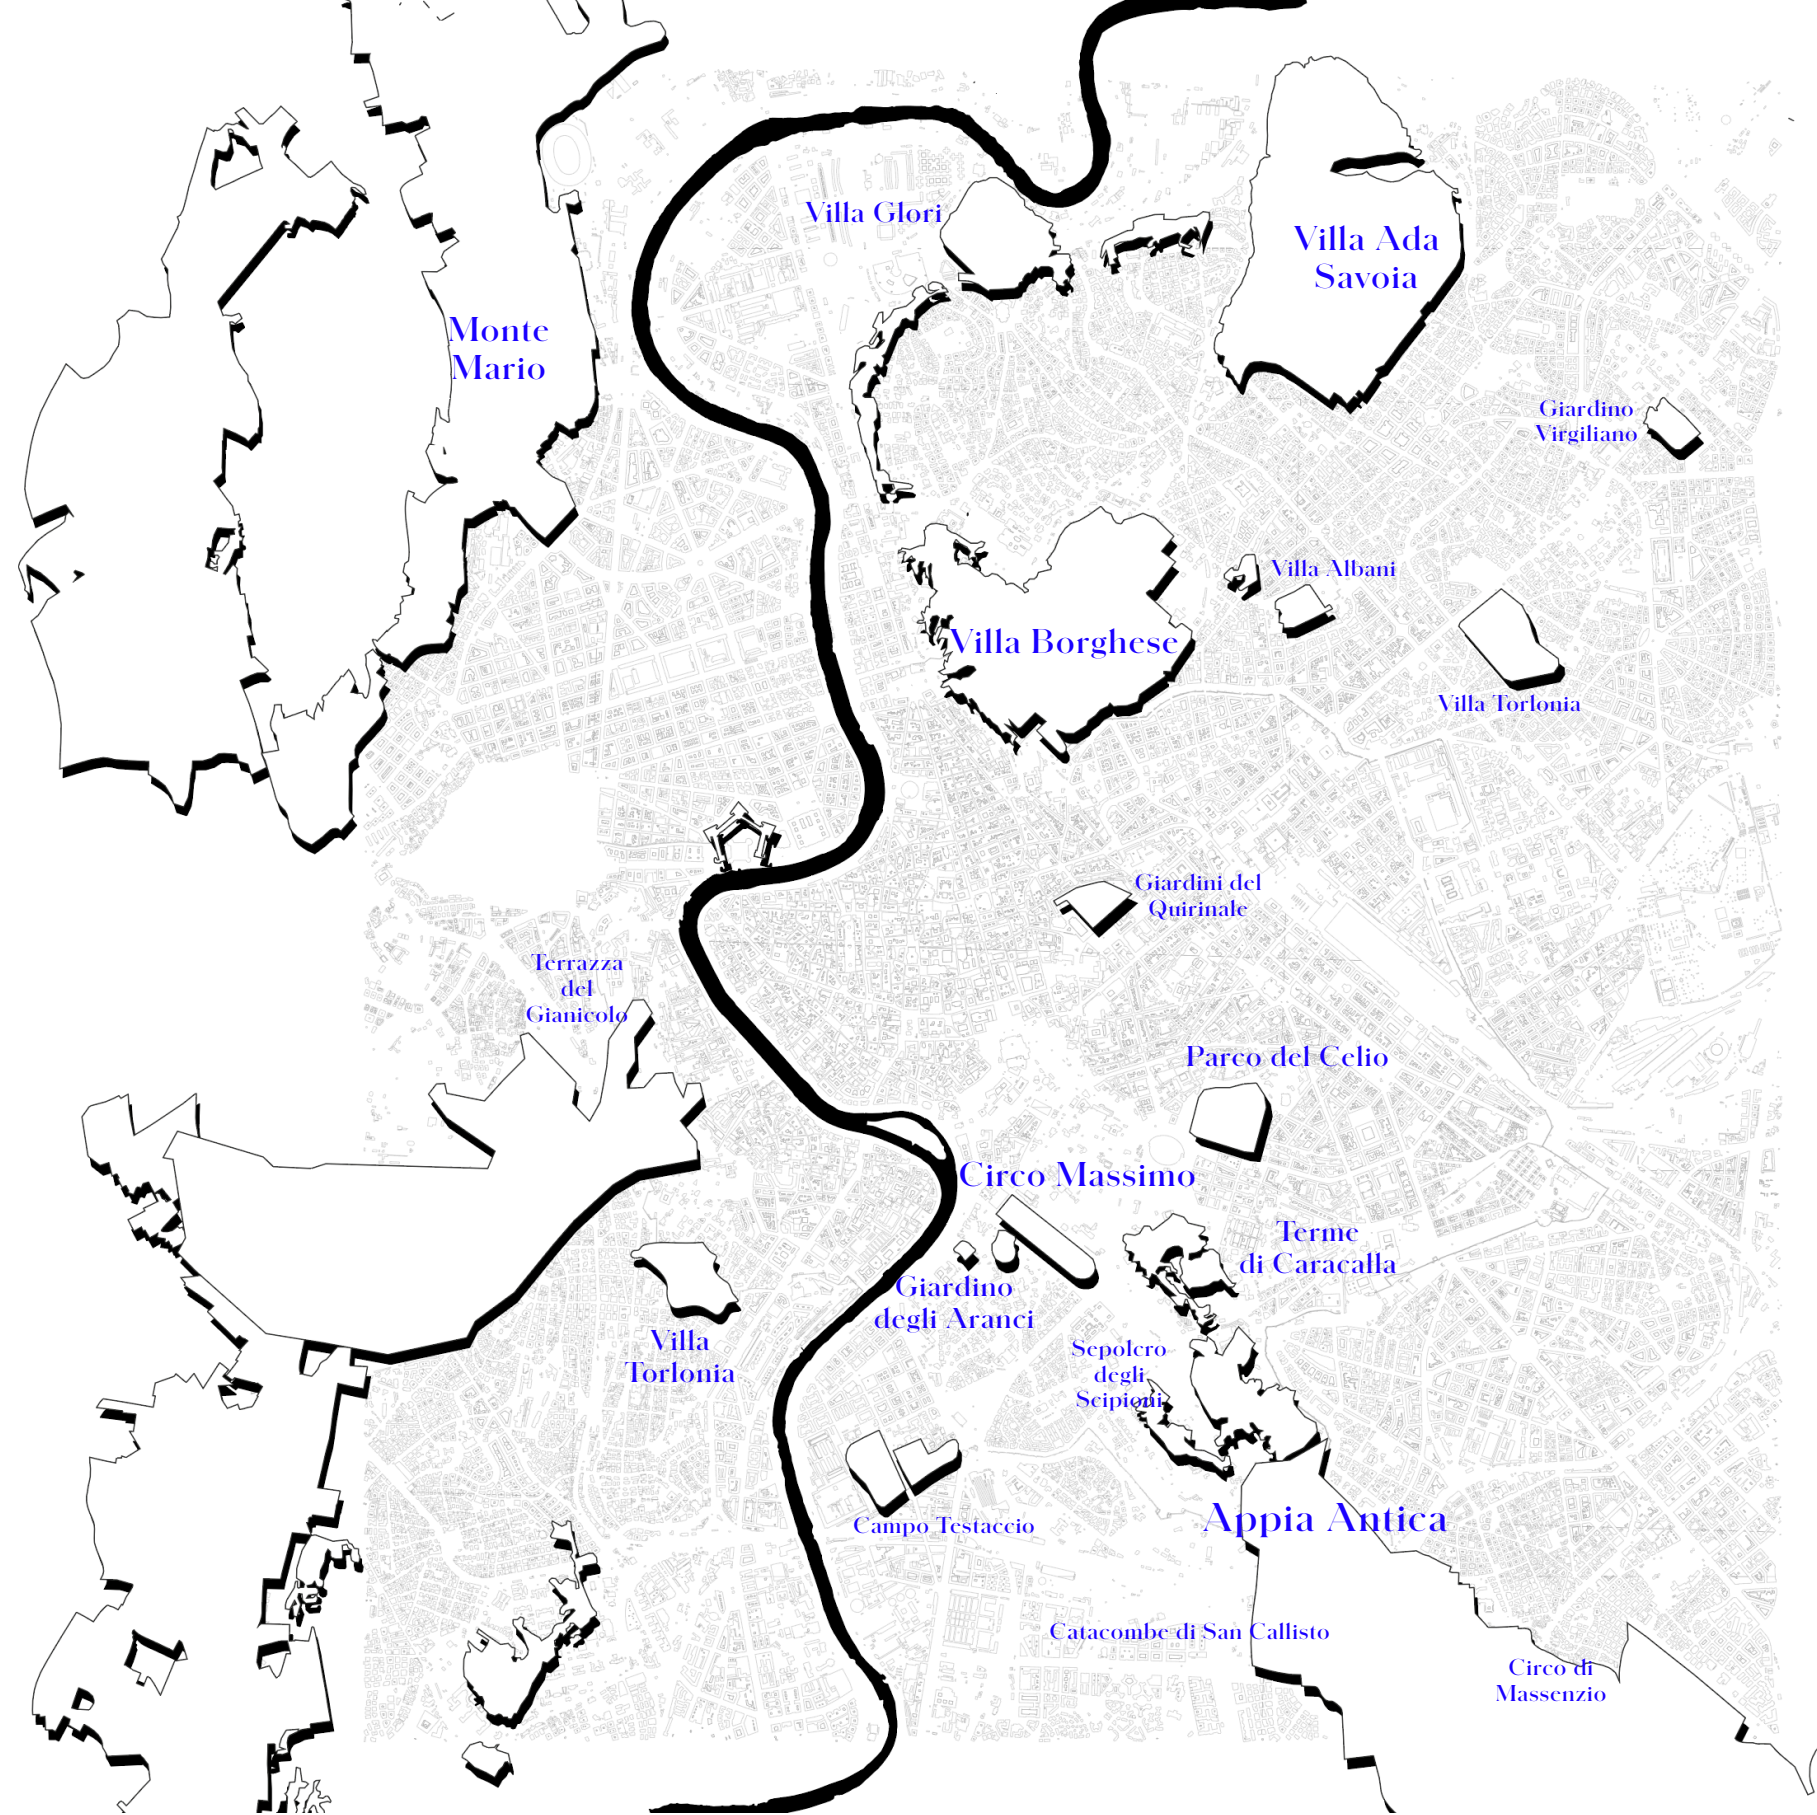 Villa Glori
Villa Ada
Savoia
Monte
Mario
Giardino
Virgiliano
Villa Albani
Villa Borghese
Villa Torlonia
Giardini del
Quirinale
Terrazza
del
Gianicolo
Parco del Celio
Circo Massimo
Terme
di Caracalla
Giardino
degli Aranci
Villa
Torlonia
Sepolcro
degli
Scipioni
Appia Antica
Campo Testaccio
Catacombe di San Callisto
Circo di
Massenzio